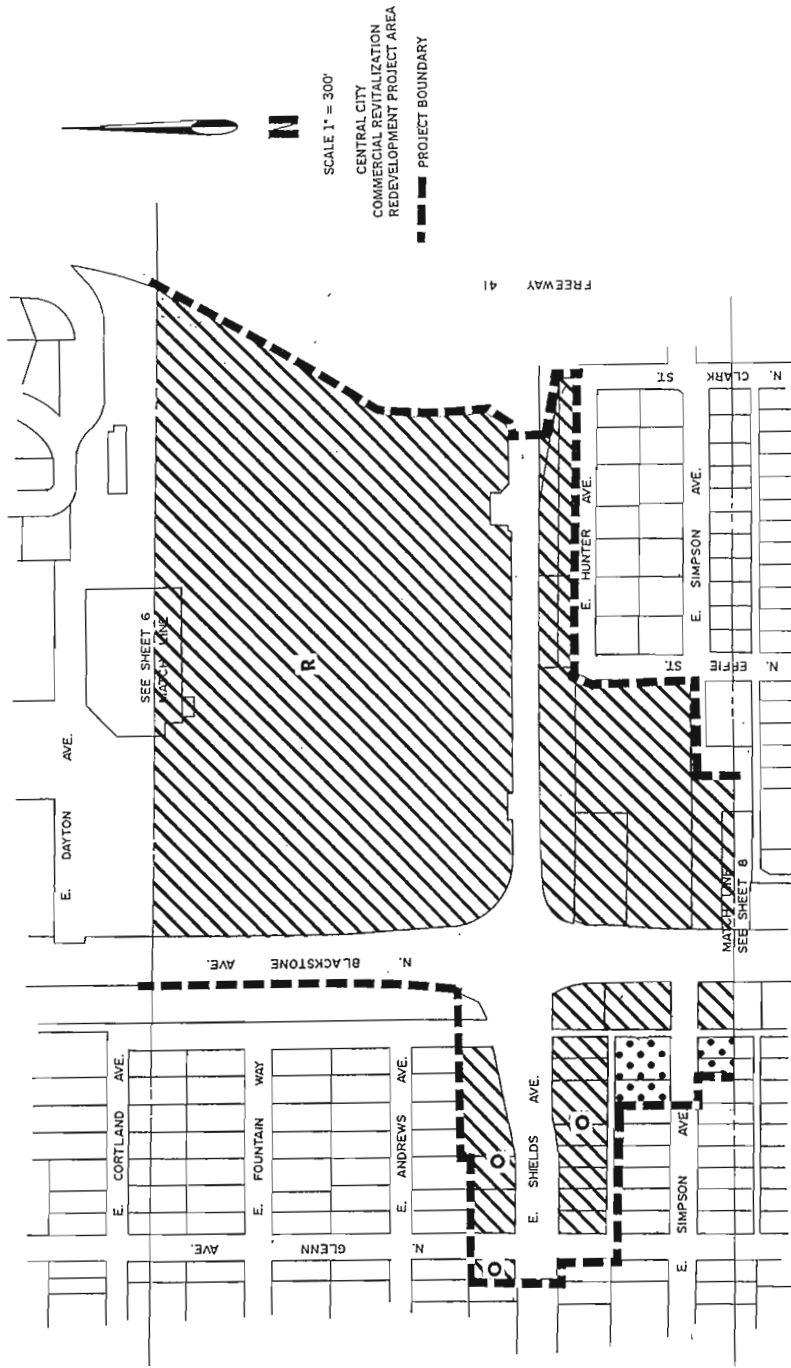 N
SCALE 1" = 300'
CENTRAL CITY
COMMERCIAL REVITALIZATION
REDEVELOPMENT PROJECT AREA
PROJECT BOUNDARY
FREEWAY 41
E. DAYTON AVE.
SEE SHEET 6
MATCH LINE
R
N. BLACKSTONE AVE.
E. CORTLAND AVE.
E. FOUNTAIN WAY
E. ANDREWS AVE.
N. GLENN AVE.
E. SHIELDS AVE.
O
O
O
E. HUNTER AVE.
E. SIMPSON AVE.
N. CLARK ST.
N. EFFIE ST.
E. SIMPSON AVE.
MATCH LINE
SEE SHEET 8